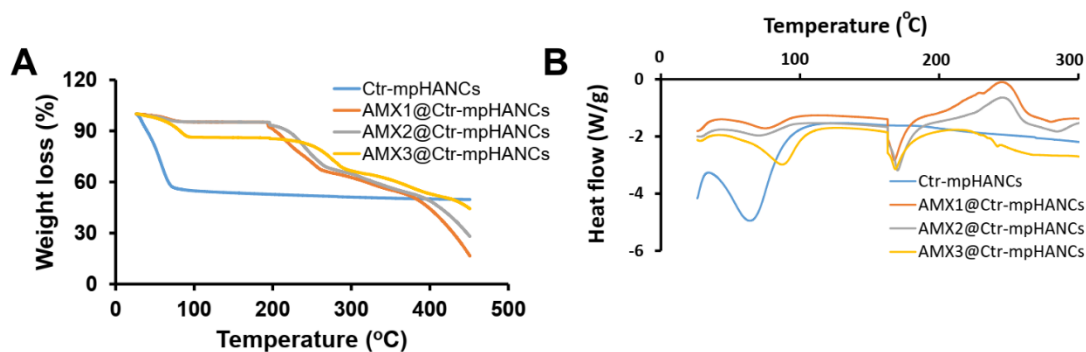 A
Weight loss (%)
120
90
60
30
0
0 100 200 300 400 500
Temperature (°C)
Ctr-mpHANCs
AMX1@Ctr-mpHANCs
AMX2@Ctr-mpHANCs
AMX3@Ctr-mpHANCs
B
Temperature (°C)
0 100 200 300
Heat flow (W/g)
0
-2
-4
-6
Ctr-mpHANCs
AMX1@Ctr-mpHANCs
AMX2@Ctr-mpHANCs
AMX3@Ctr-mpHANCs